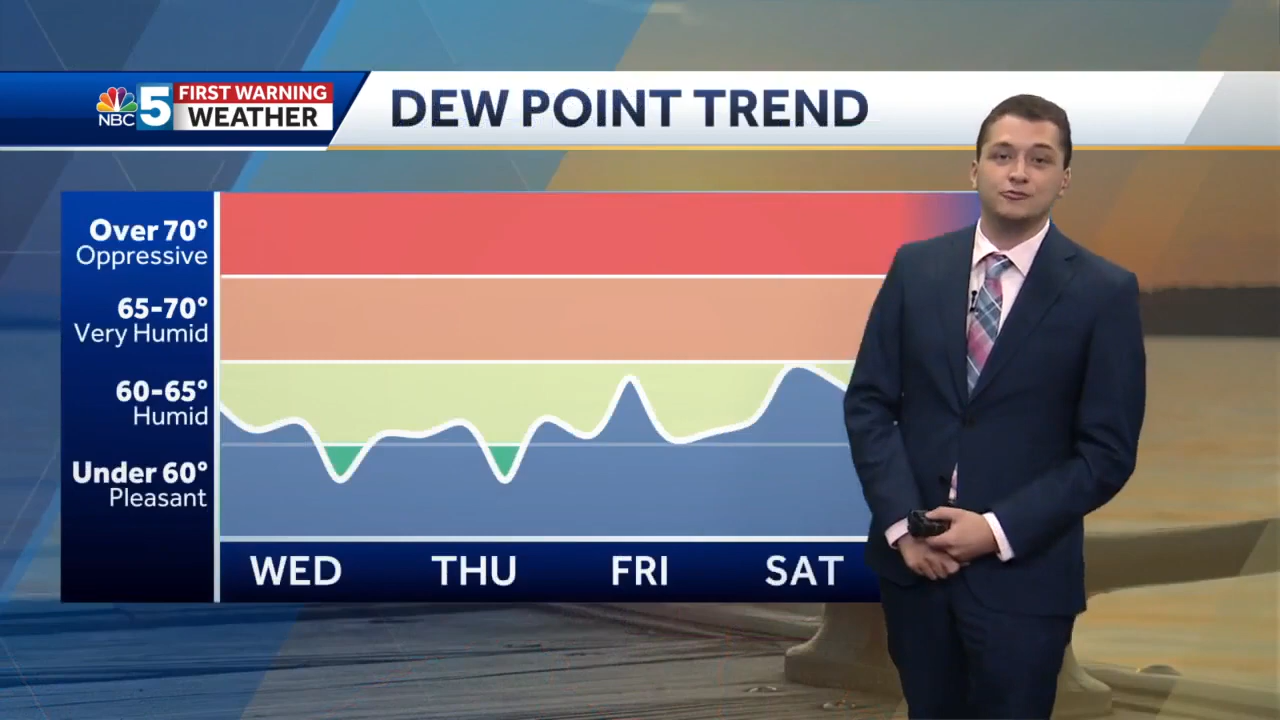 NBC 5 FIRST WARNING
WEATHER
DEW POINT TREND
Over 70°
Oppressive
65-70°
Very Humid
60-65°
Humid
Under 60°
Pleasant
WED THU FRI SAT